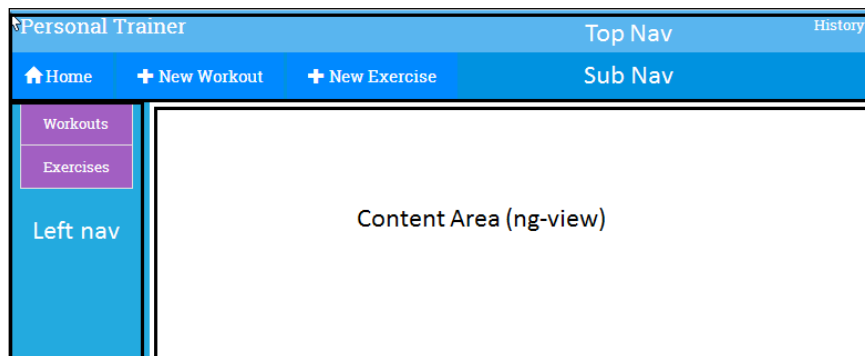 Personal Trainer
Top Nav
History
Home
New Workout
New Exercise
Sub Nav
Workouts
Exercises
Left nav
Content Area (ng-view)